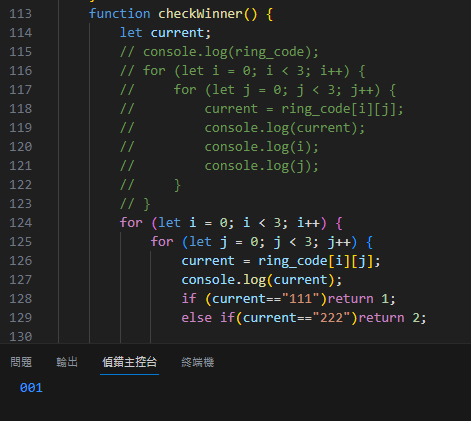 113 function checkWinner() {
114 let current;
115 // console.log(ring_code);
116 // for (let i = 0; i < 3; i++) {
117 //     for (let j = 0; j < 3; j++) {
118 //         current = ring_code[i][j];
119 //         console.log(current);
120 //         console.log(i);
121 //         console.log(j);
122 //     }
123 // }
124 for (let i = 0; i < 3; i++) {
125 for (let j = 0; j < 3; j++) {
126 current = ring_code[i][j];
127 console.log(current);
128 if (current=="111")return 1;
129 else if(current=="222")return 2;
130
問題 輸出 偵錯主控台 終端機
001